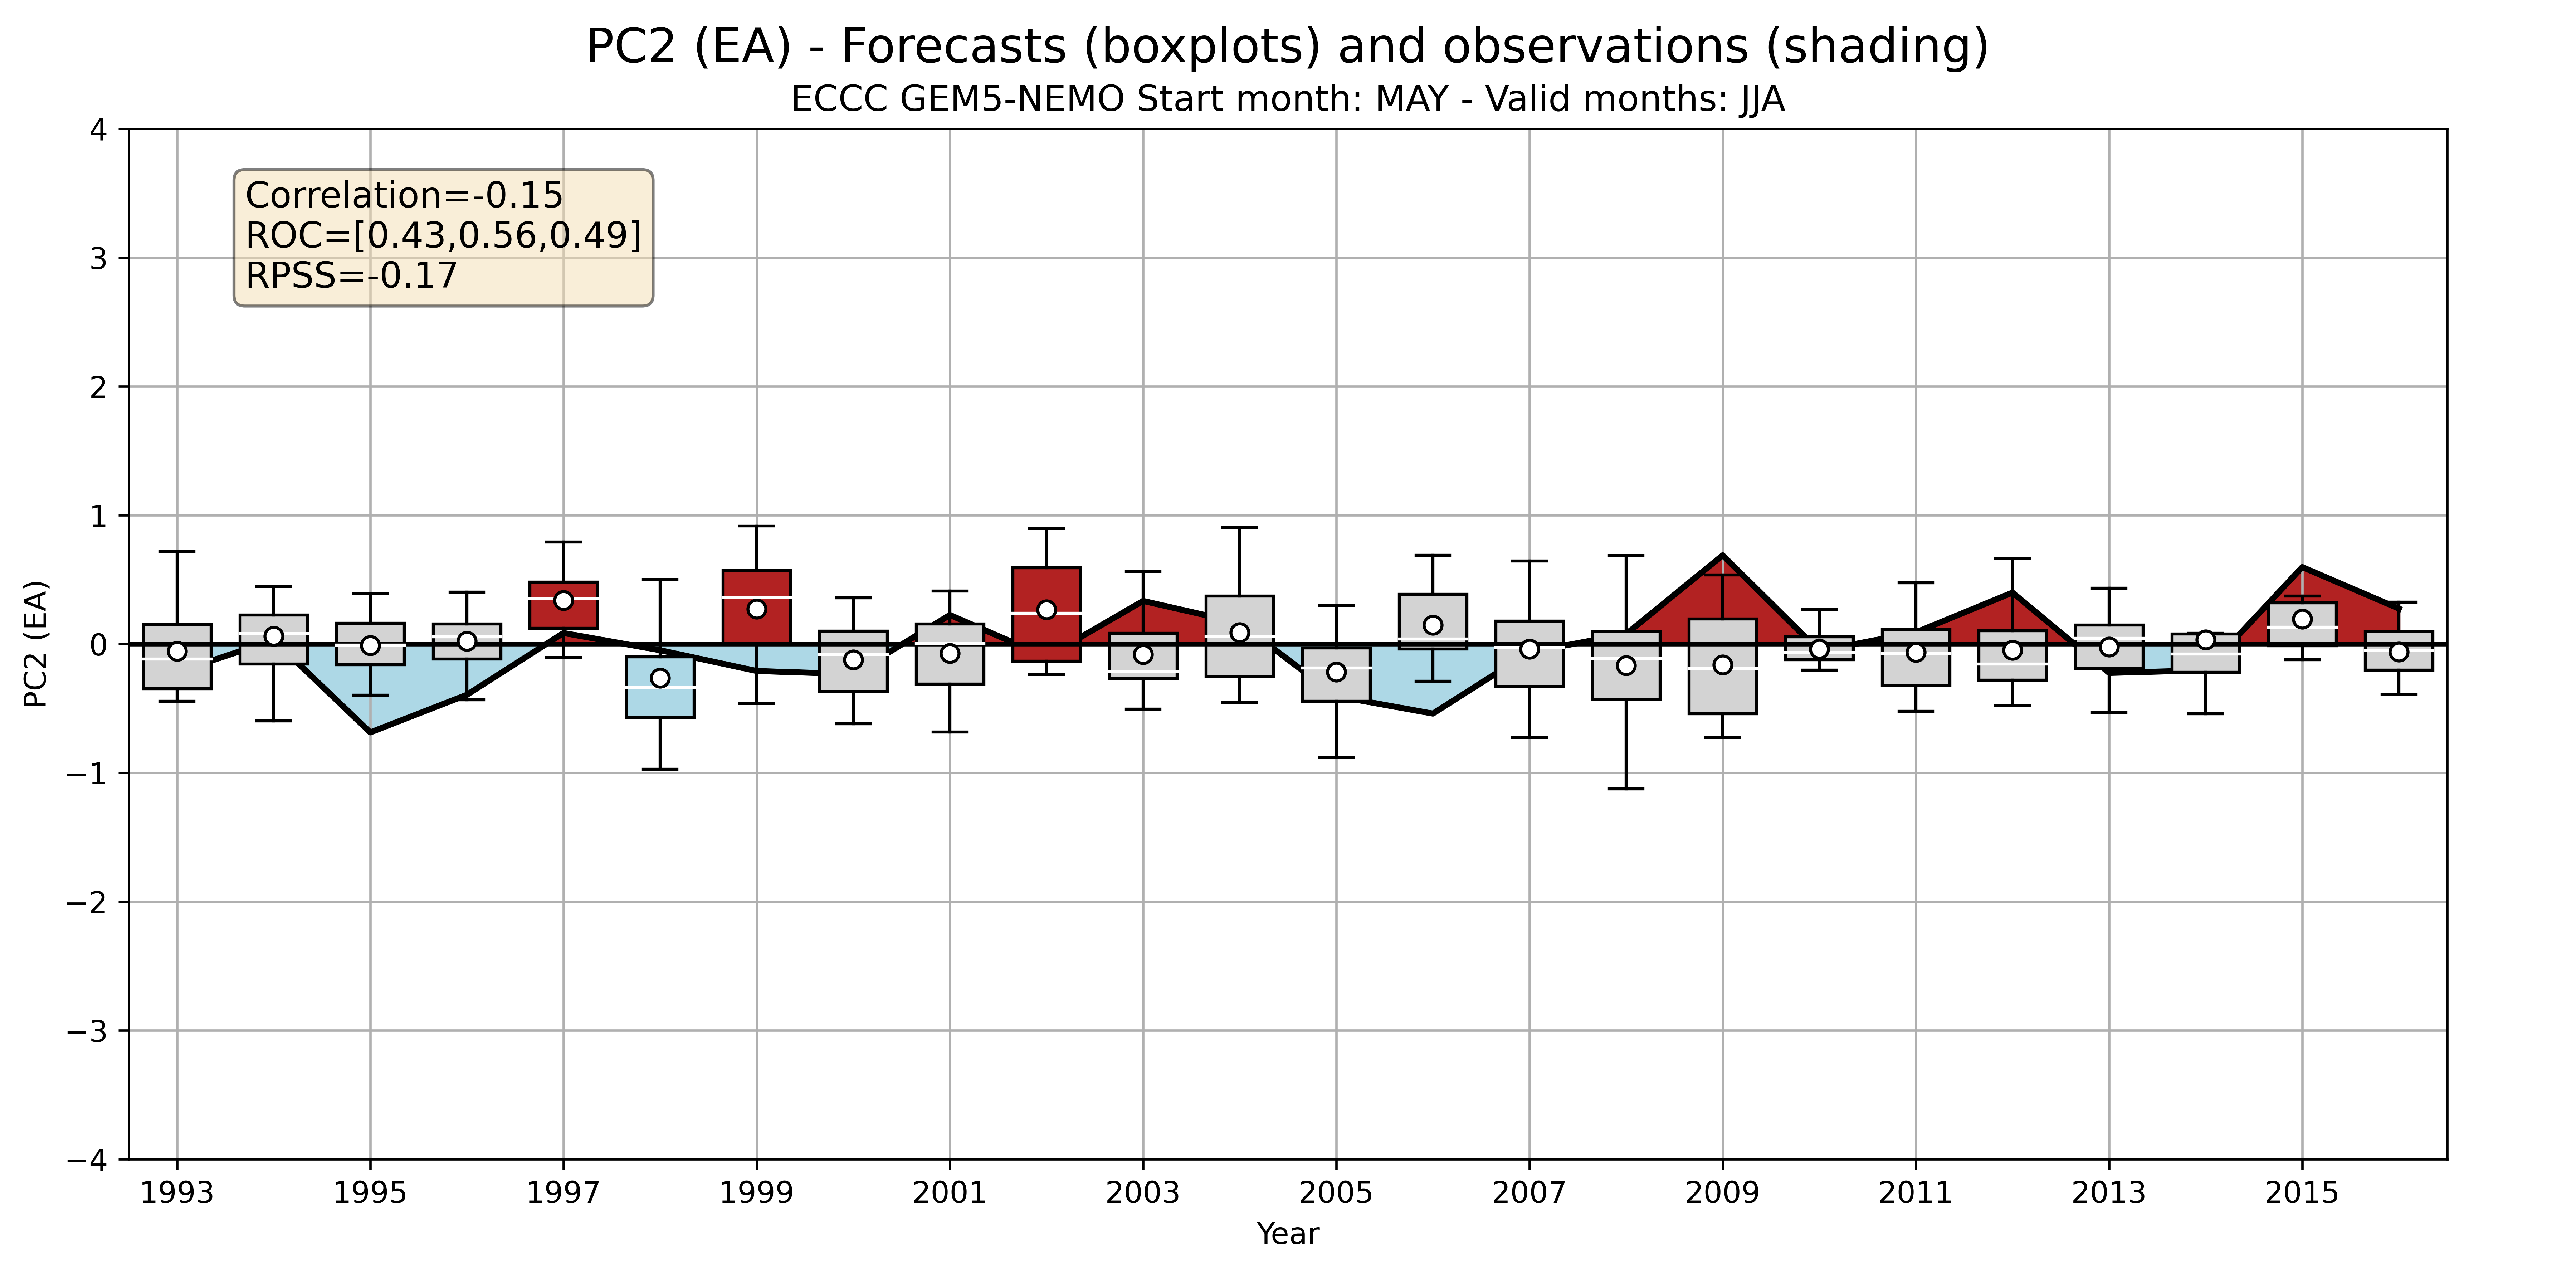 PC2 (EA) - Forecasts (boxplots) and observations (shading)
ECCC GEM5-NEMO Start month: MAY - Valid months: JJA
Correlation=-0.15
ROC=[0.43,0.56,0.49]
RPSS=-0.17
PC2 (EA)
4
3
2
1
0
−1
−2
−3
−4
1993 1995 1997 1999 2001 2003 2005 2007 2009 2011 2013 2015
Year